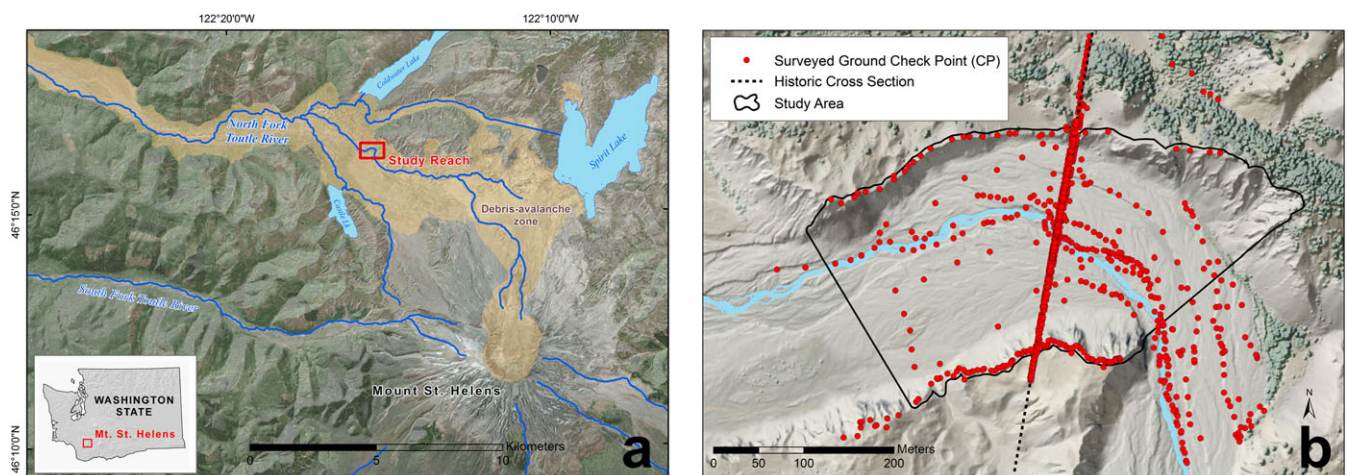 122°20'0"W
122°10'0"W
46°15'0"N
46°10'0"N
Coldwater Lake
North Fork
Toutle River
Study Reach
Spirit Lake
Castle Lk
Debris-avalanche
zone
South Fork Toutle River
Mount St. Helens
WASHINGTON
STATE
Mt. St. Helens
Kilometers
0
5
10
a
Surveyed Ground Check Point (CP)
Historic Cross Section
Study Area
Meters
0
50
100
200
N
b